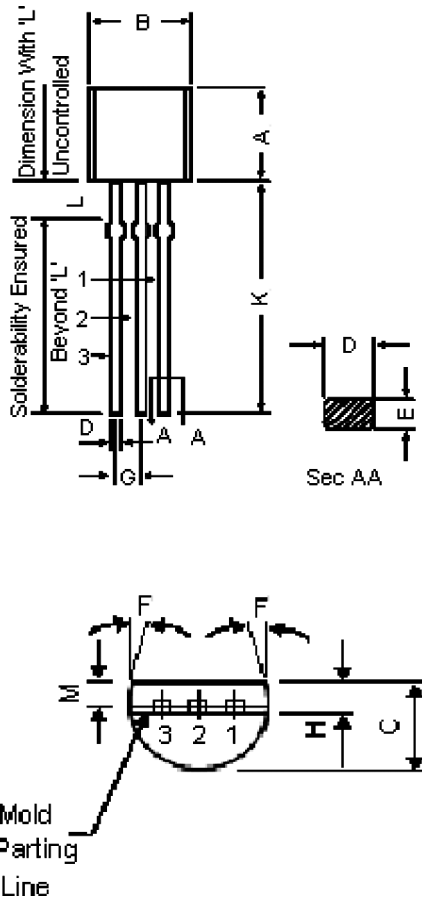 B
Dimension With 'L'
Uncontrolled
A
L
Solderability Ensured
Beyond 'L'
1
2
3
K
D
E
D
A
A
G
Sec AA
F
F
M
3
2
1
H
C
Mold
Parting
Line